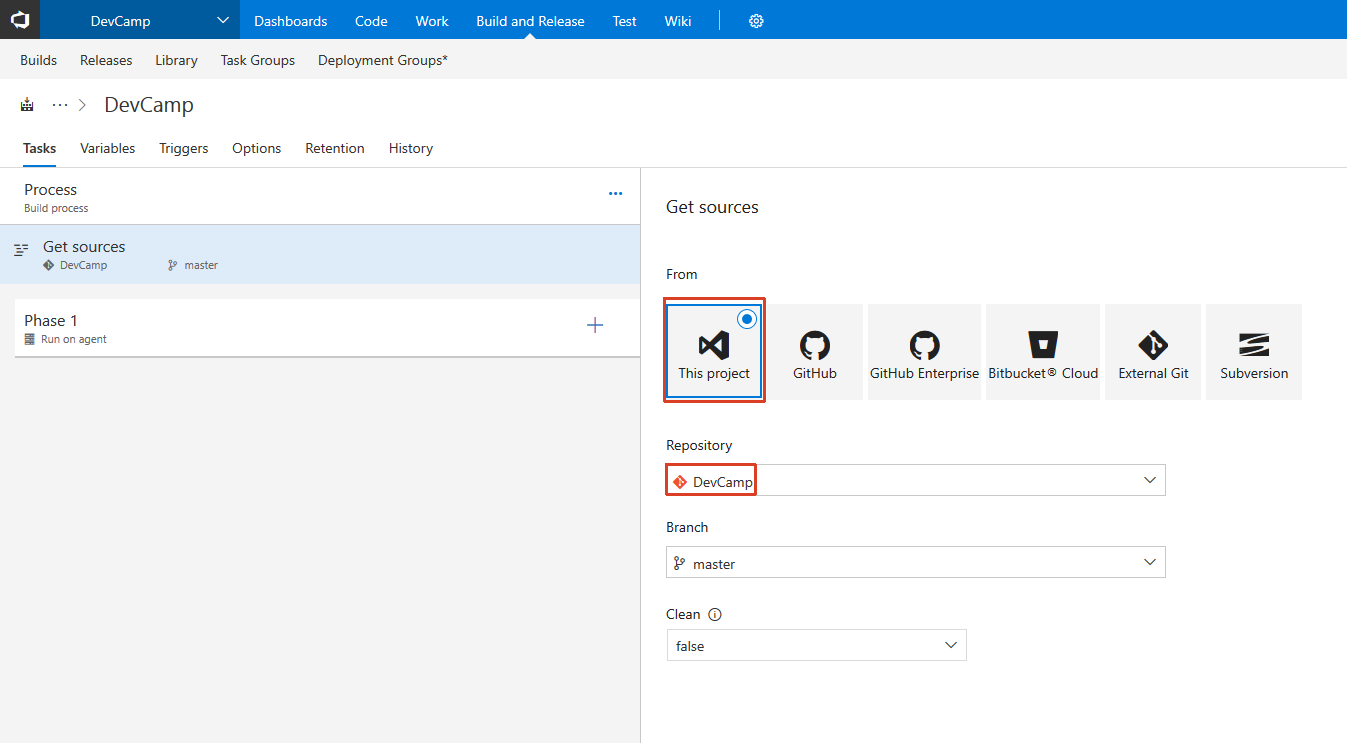 DevCamp Dashboards Code Work Build and Release Test Wiki
Builds Releases Library Task Groups Deployment Groups*
DevCamp
Tasks Variables Triggers Options Retention History
Process
Build process
Get sources
DevCamp master
Phase 1
Run on agent
Get sources
From
This project GitHub GitHub Enterprise Bitbucket® Cloud External Git Subversion
Repository
DevCamp
Branch
master
Clean
false